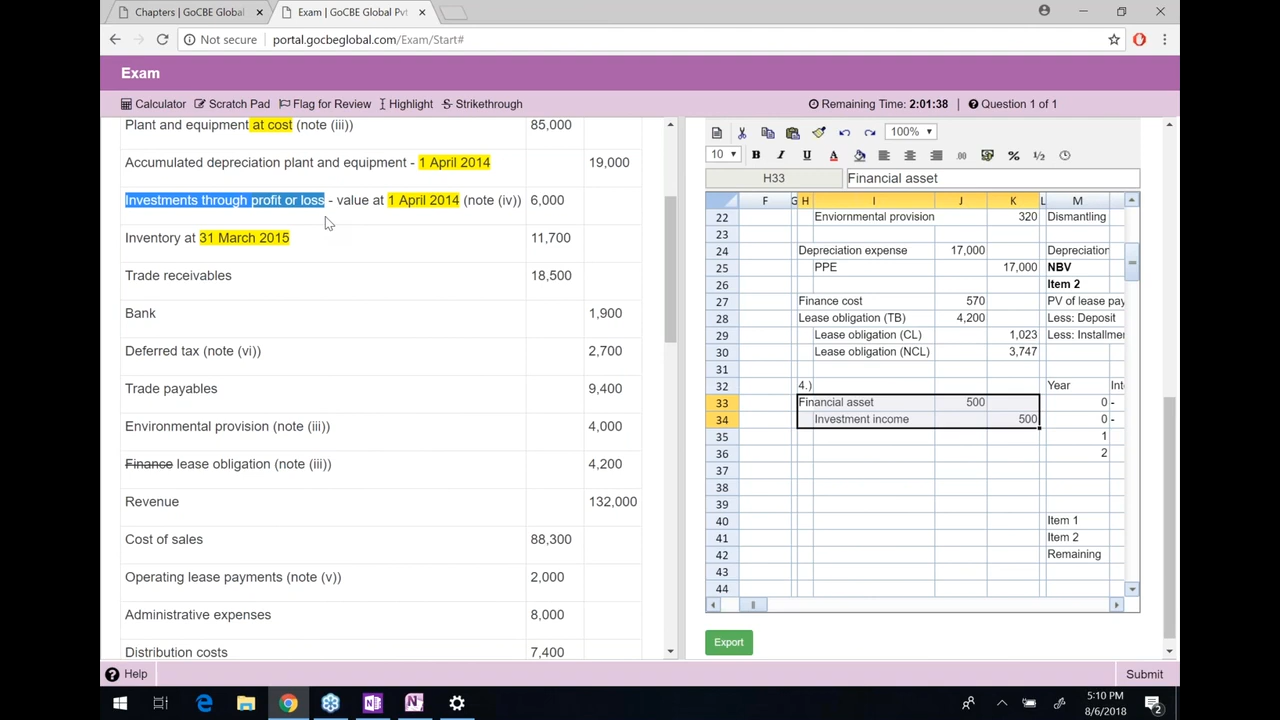 Chapters | GoCBE Global
Exam | GoCBE Global Pvt
Not secure
portal.gocbeglobal.com/Exam/Start#
Exam
Calculator Scratch Pad Flag for Review Highlight Strikethrough
Remaining Time: 2:01:38 Question 1 of 1
Plant and equipment at cost (note (iii)) 85,000
Accumulated depreciation plant and equipment - 1 April 2014 19,000
Investments through profit or loss - value at 1 April 2014 (note (iv)) 6,000
Inventory at 31 March 2015 11,700
Trade receivables 18,500
Bank 1,900
Deferred tax (note (vi)) 2,700
Trade payables 9,400
Environmental provision (note (iii)) 4,000
Finance lease obligation (note (iii)) 4,200
Revenue 132,000
Cost of sales 88,300
Operating lease payments (note (v)) 2,000
Administrative expenses 8,000
Distribution costs 7,400
100%
10 B I U A .00 % ½
H33 Financial asset
F G H I J K L M
22 Enviornmental provision 320 Dismantling
23
24 Depreciation expense 17,000 Depreciation
25 PPE 17,000 NBV
26 Item 2
27 Finance cost 570 PV of lease pay
28 Lease obligation (TB) 4,200 Less: Deposit
29 Lease obligation (CL) 1,023 Less: Installmer
30 Lease obligation (NCL) 3,747
31
32 4.) Year Int
33 Financial asset 500 0 -
34 Investment income 500 0 -
35 1
36 2
37
38
39
40 Item 1
41 Item 2
42 Remaining
43
44
Export
Help
Submit
5:10 PM
8/6/2018
2